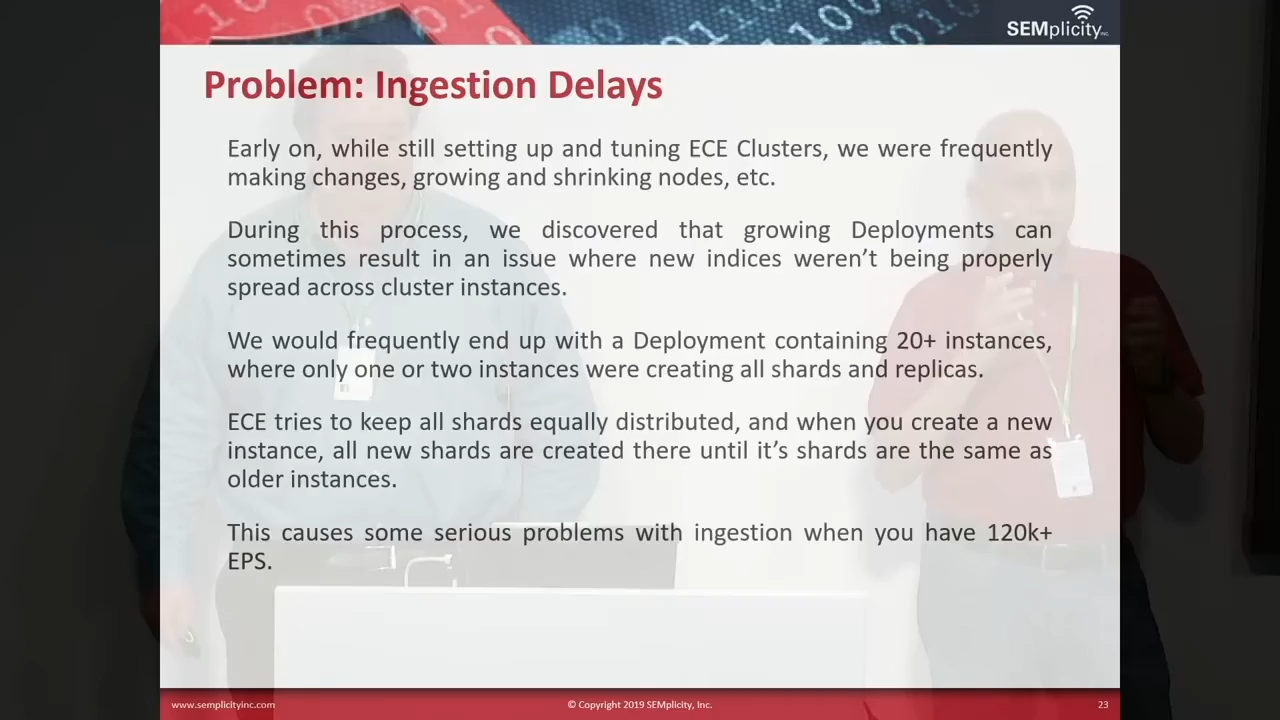 SEMplicity INC.
Problem: Ingestion Delays
Early on, while still setting up and tuning ECE Clusters, we were frequently
making changes, growing and shrinking nodes, etc.
During this process, we discovered that growing Deployments can
sometimes result in an issue where new indices weren’t being properly
spread across cluster instances.
We would frequently end up with a Deployment containing 20+ instances,
where only one or two instances were creating all shards and replicas.
ECE tries to keep all shards equally distributed, and when you create a new
instance, all new shards are created there until it’s shards are the same as
older instances.
This causes some serious problems with ingestion when you have 120k+
EPS.
www.semplicityinc.com
© Copyright 2019 SEMplicity, Inc.
23